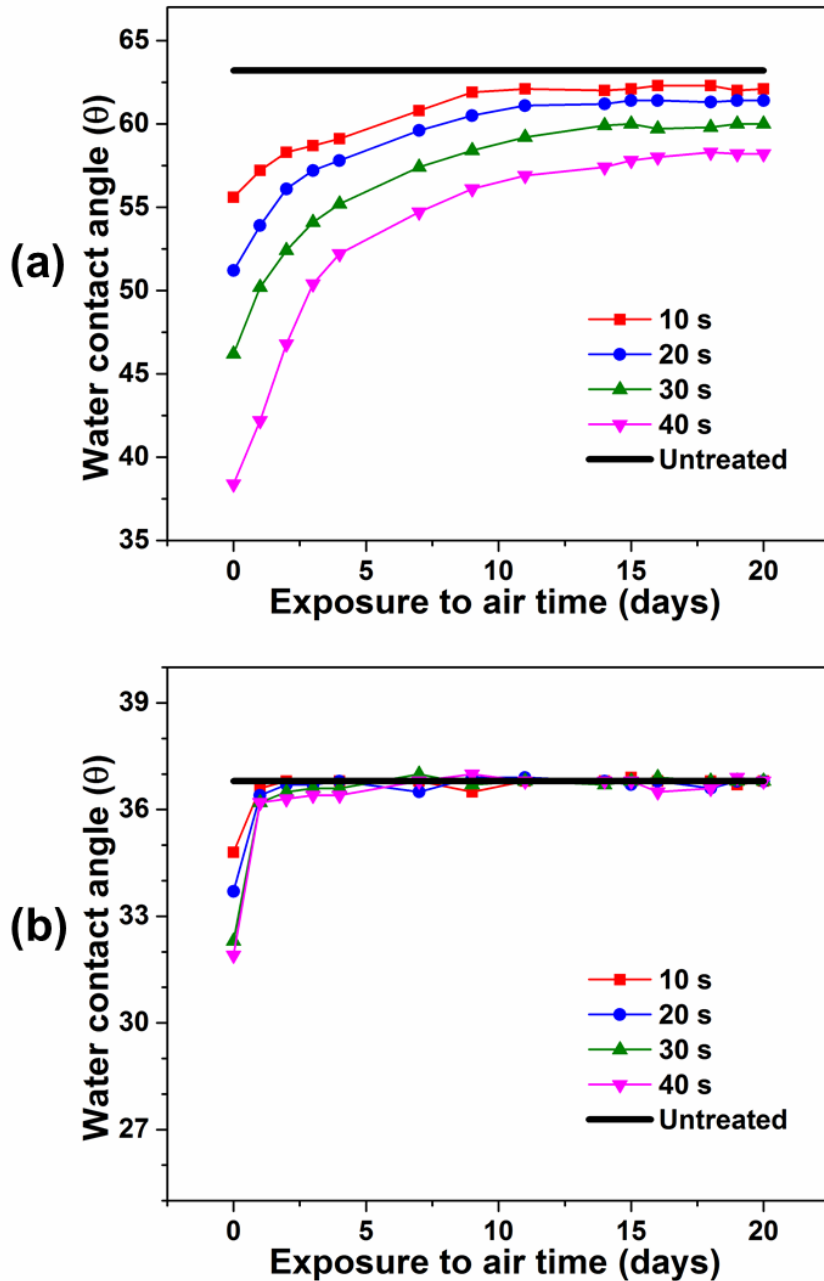 (a)
Water contact angle (θ)
65
60
55
50
45
40
35
10 s
20 s
30 s
40 s
Untreated
0 5 10 15 20
Exposure to air time (days)
(b)
Water contact angle (θ)
39
36
33
30
27
10 s
20 s
30 s
40 s
Untreated
0 5 10 15 20
Exposure to air time (days)